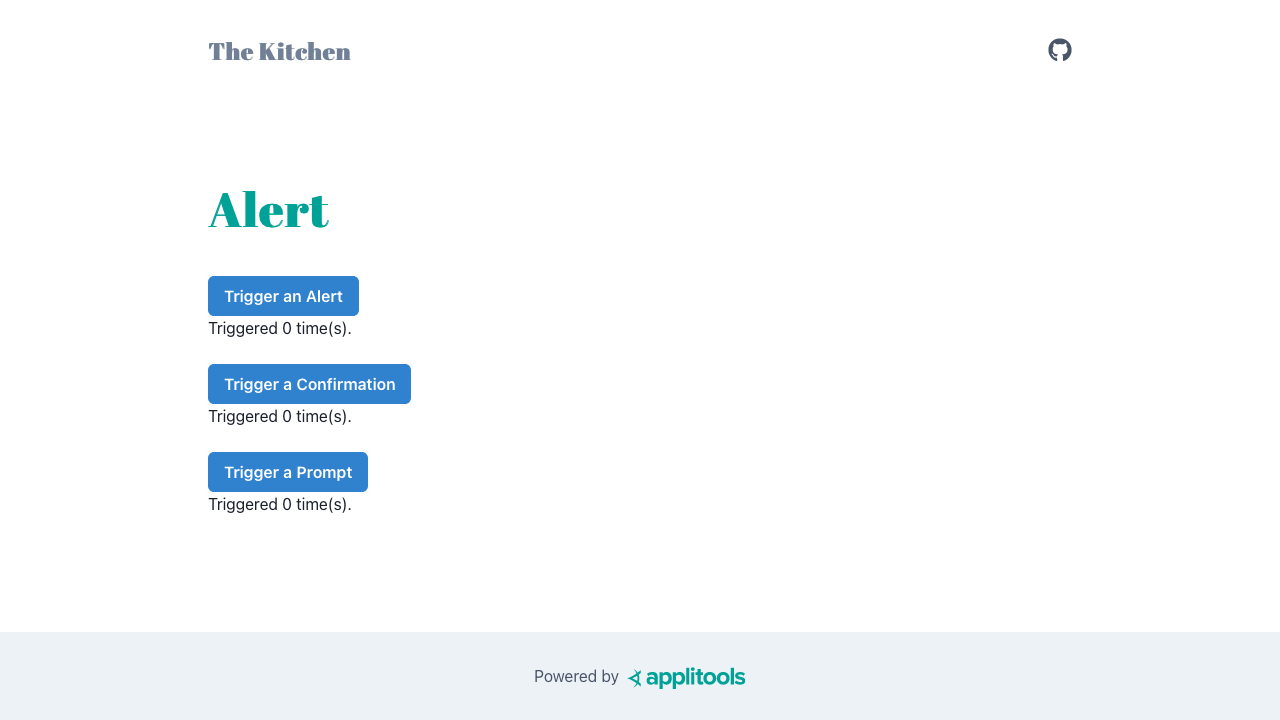 The Kitchen
Alert
Trigger an Alert
Triggered 0 time(s).
Trigger a Confirmation
Triggered 0 time(s).
Trigger a Prompt
Triggered 0 time(s).
Powered by applitools